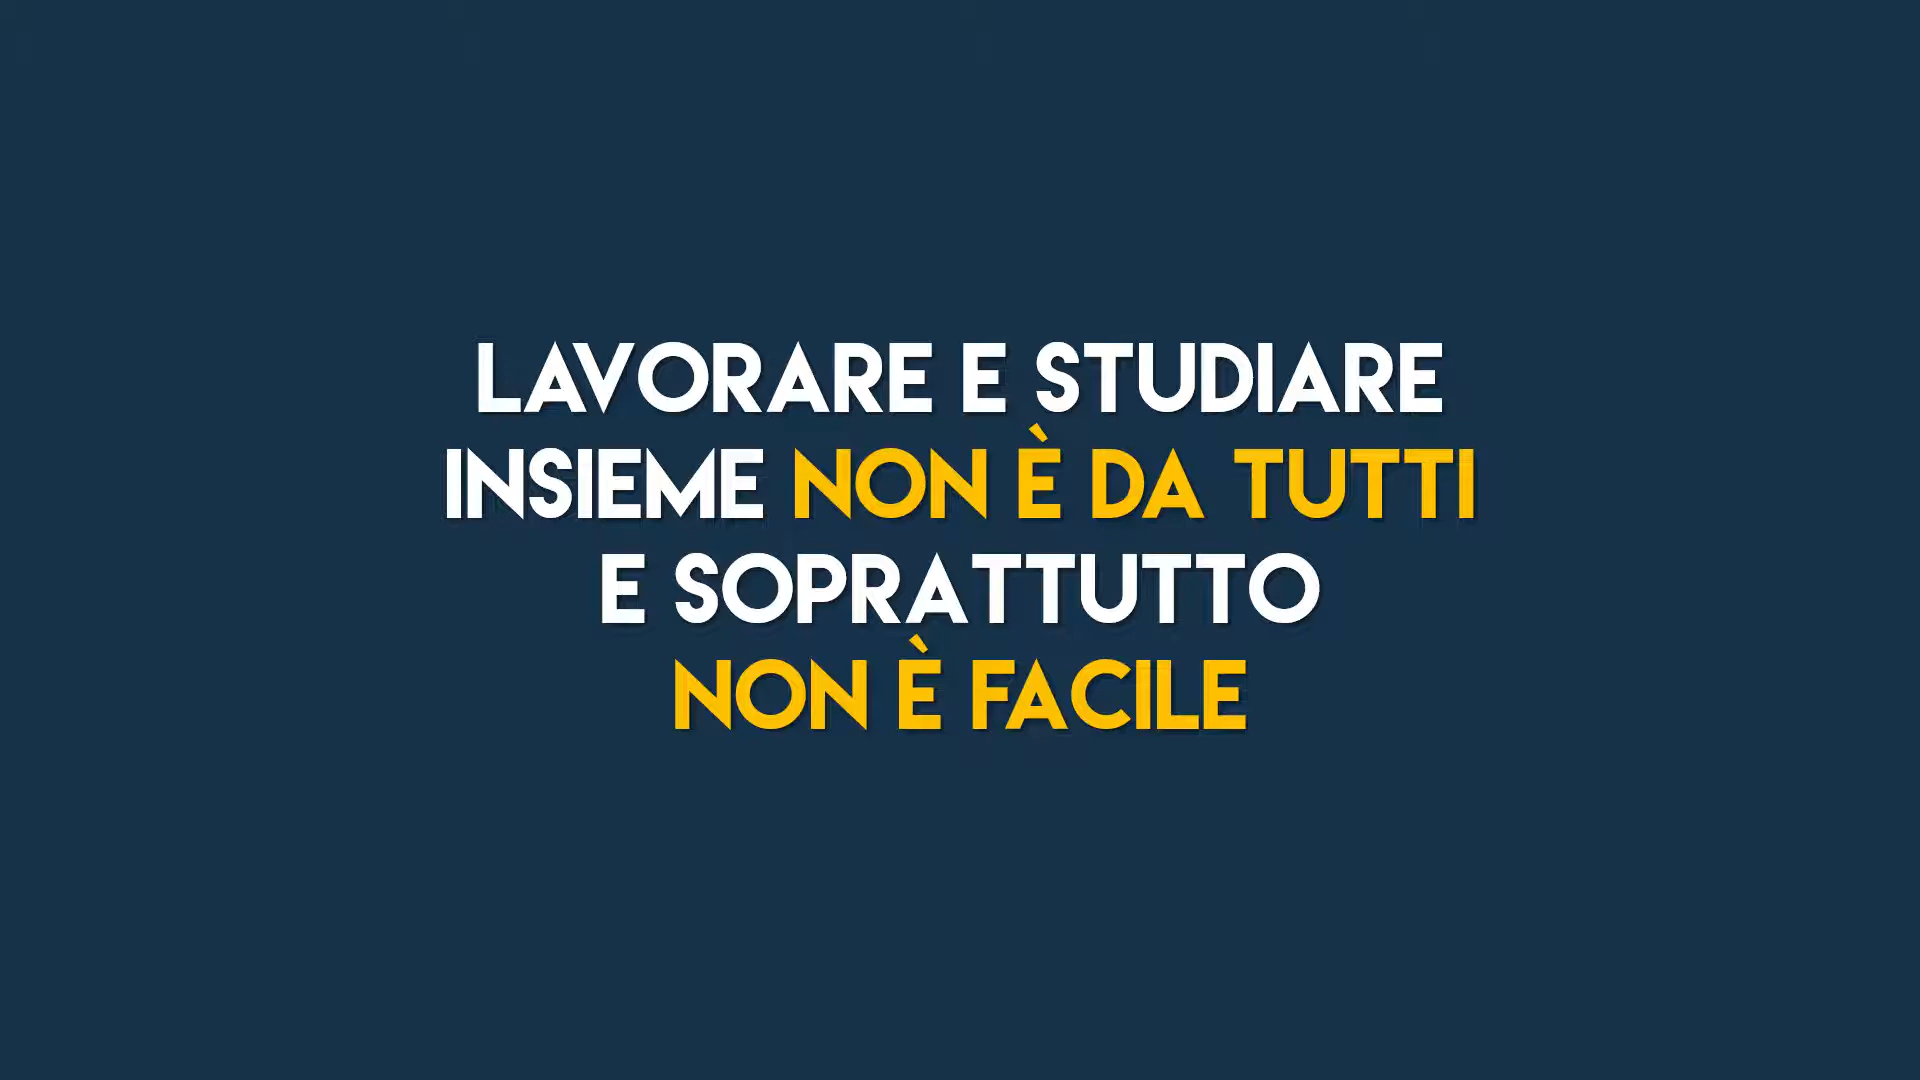 LAVORARE E STUDIARE
INSIEME NON È DA TUTTI
E SOPRATTUTTO
NON È FACILE